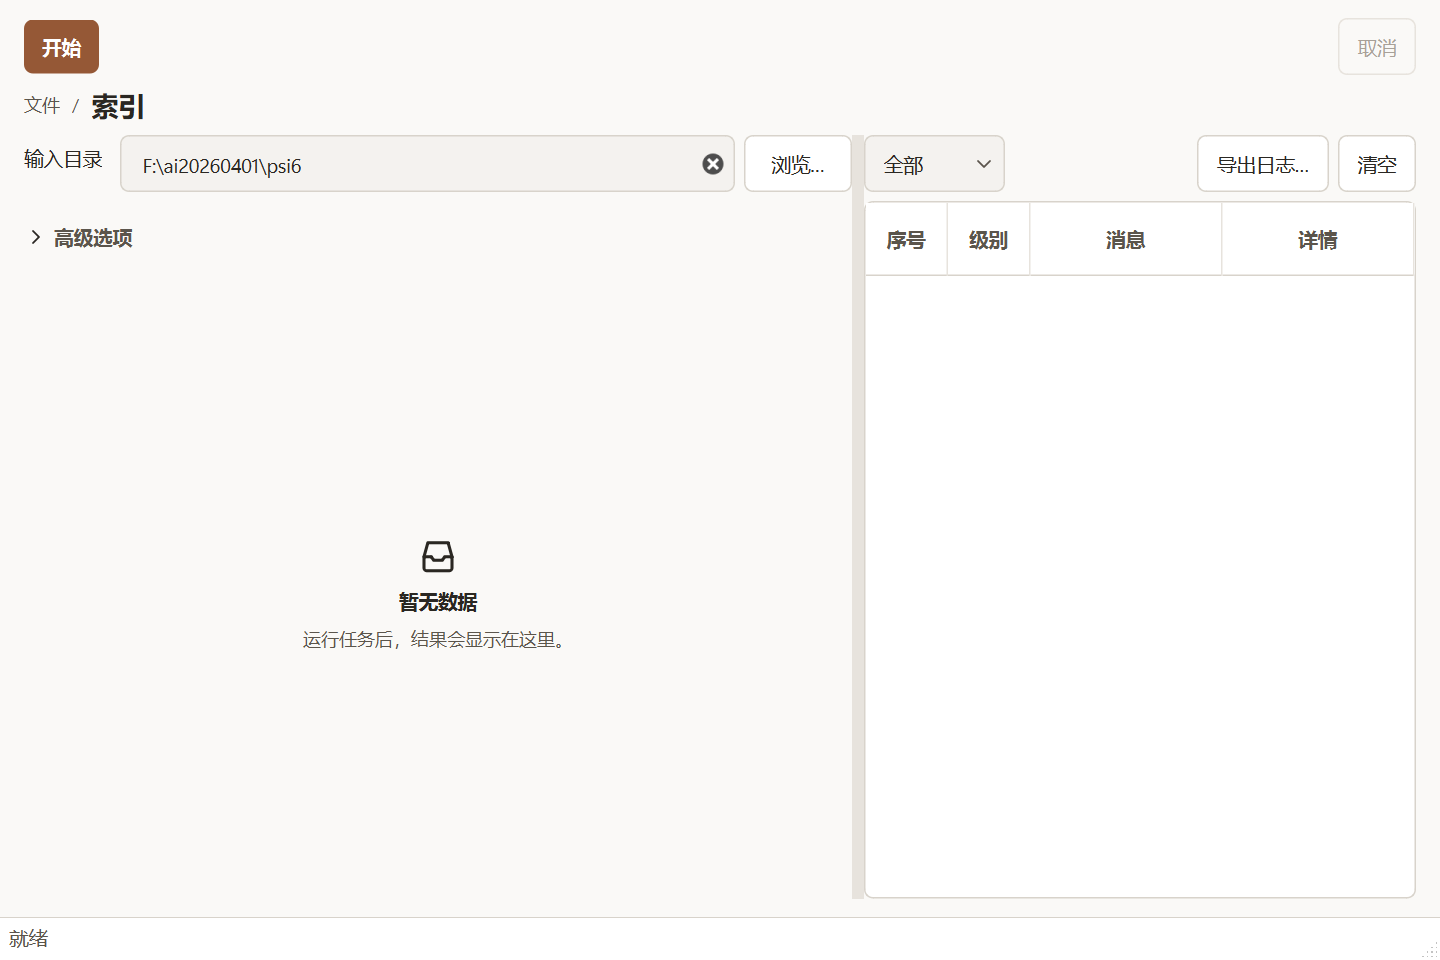 开始
取消
文件 / 索引
输入目录
F:\ai20260401\psi6
浏览...
全部
导出日志...
清空
高级选项
序号 级别 消息 详情
暂无数据
运行任务后，结果会显示在这里。
就绪